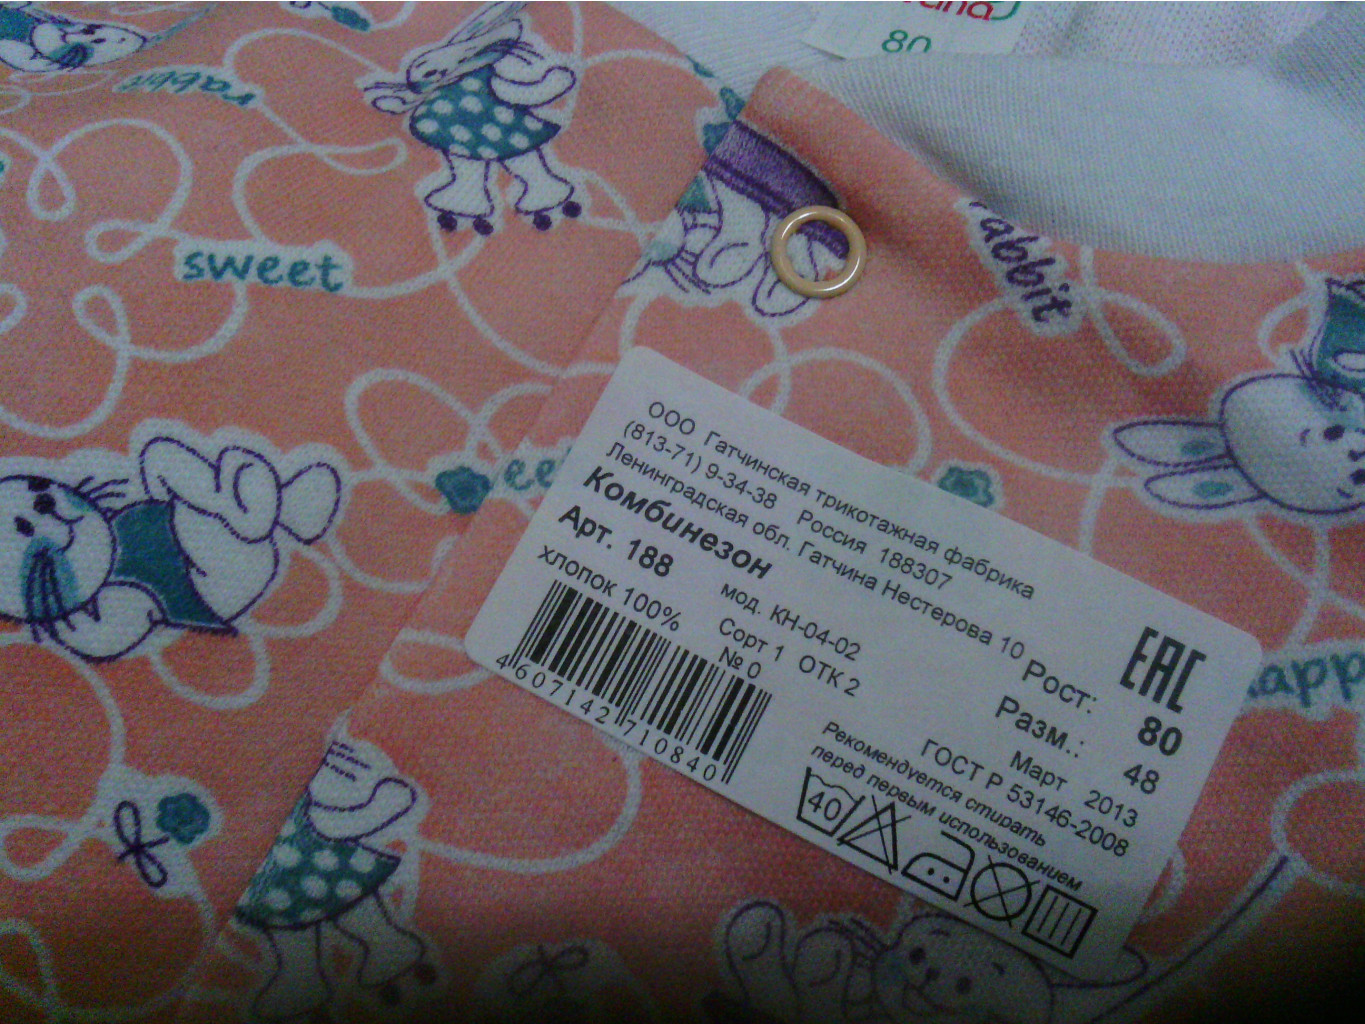 80
rabbit
sweet
rabbit
ООО Гатчинская трикотажная фабрика
(813-71) 9-34-38 Россия 188307
Ленинградская обл. Гатчина Нестерова 10
Комбинезон
Арт. 188
мод. КН-04-02
хлопок 100%
Сорт 1 ОТК 2
№ 0
4607142710840
ЕАС
Рост: 80
Разм.: 48
Март 2013
ГОСТ Р 53146-2008
Рекомендуется стирать
перед первым использованием
40